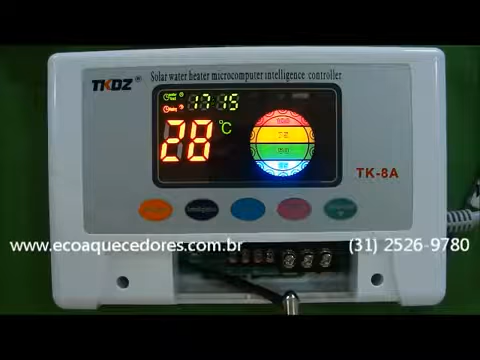 TKDZ®
Solar water heater microcomputer intelligence controller
17:15
28 °C
TK-8A
www.ecoaquecedores.com.br
(31) 2526-9780